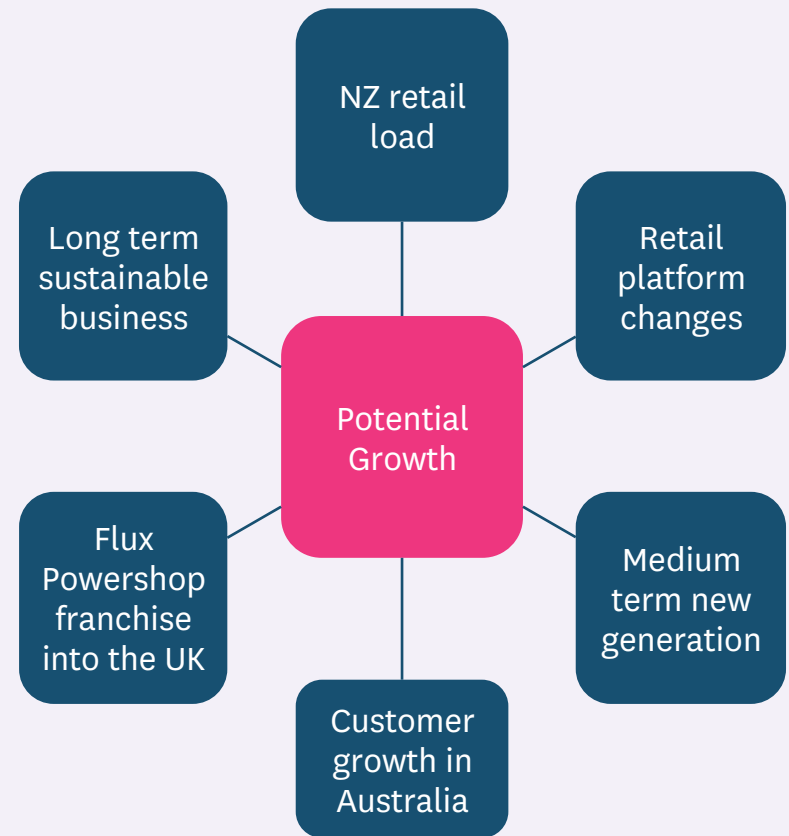 NZ retail
load
Long term
sustainable
business
Retail
platform
changes
Potential
Growth
Flux
Powershop
franchise
into the UK
Medium
term new
generation
Customer
growth in
Australia